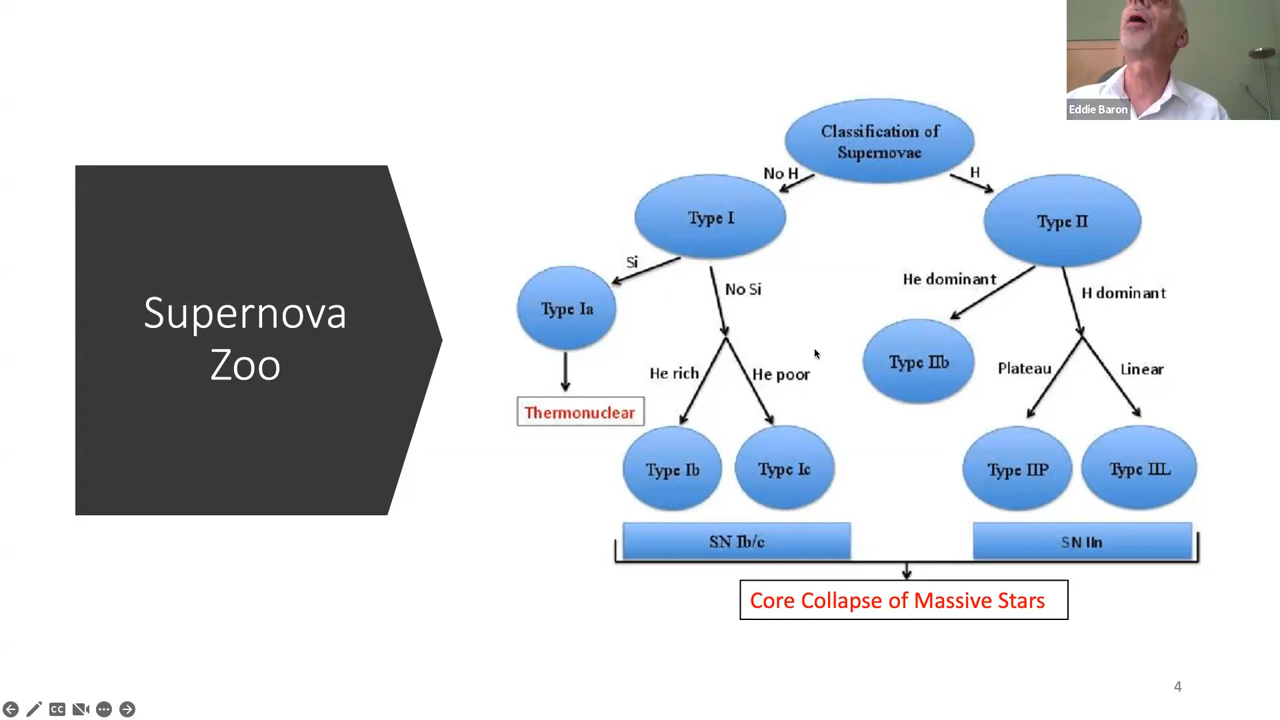 Eddie Baron
Supernova
Zoo
Classification of
Supernovae
No H
H
Type I
Type II
Si
No Si
He dominant
H dominant
Type Ia
Type IIb
Thermonuclear
He rich
He poor
Plateau
Linear
Type Ib
Type Ic
Type IIP
Type IIL
SN Ib/c
SN IIn
Core Collapse of Massive Stars
4
CC